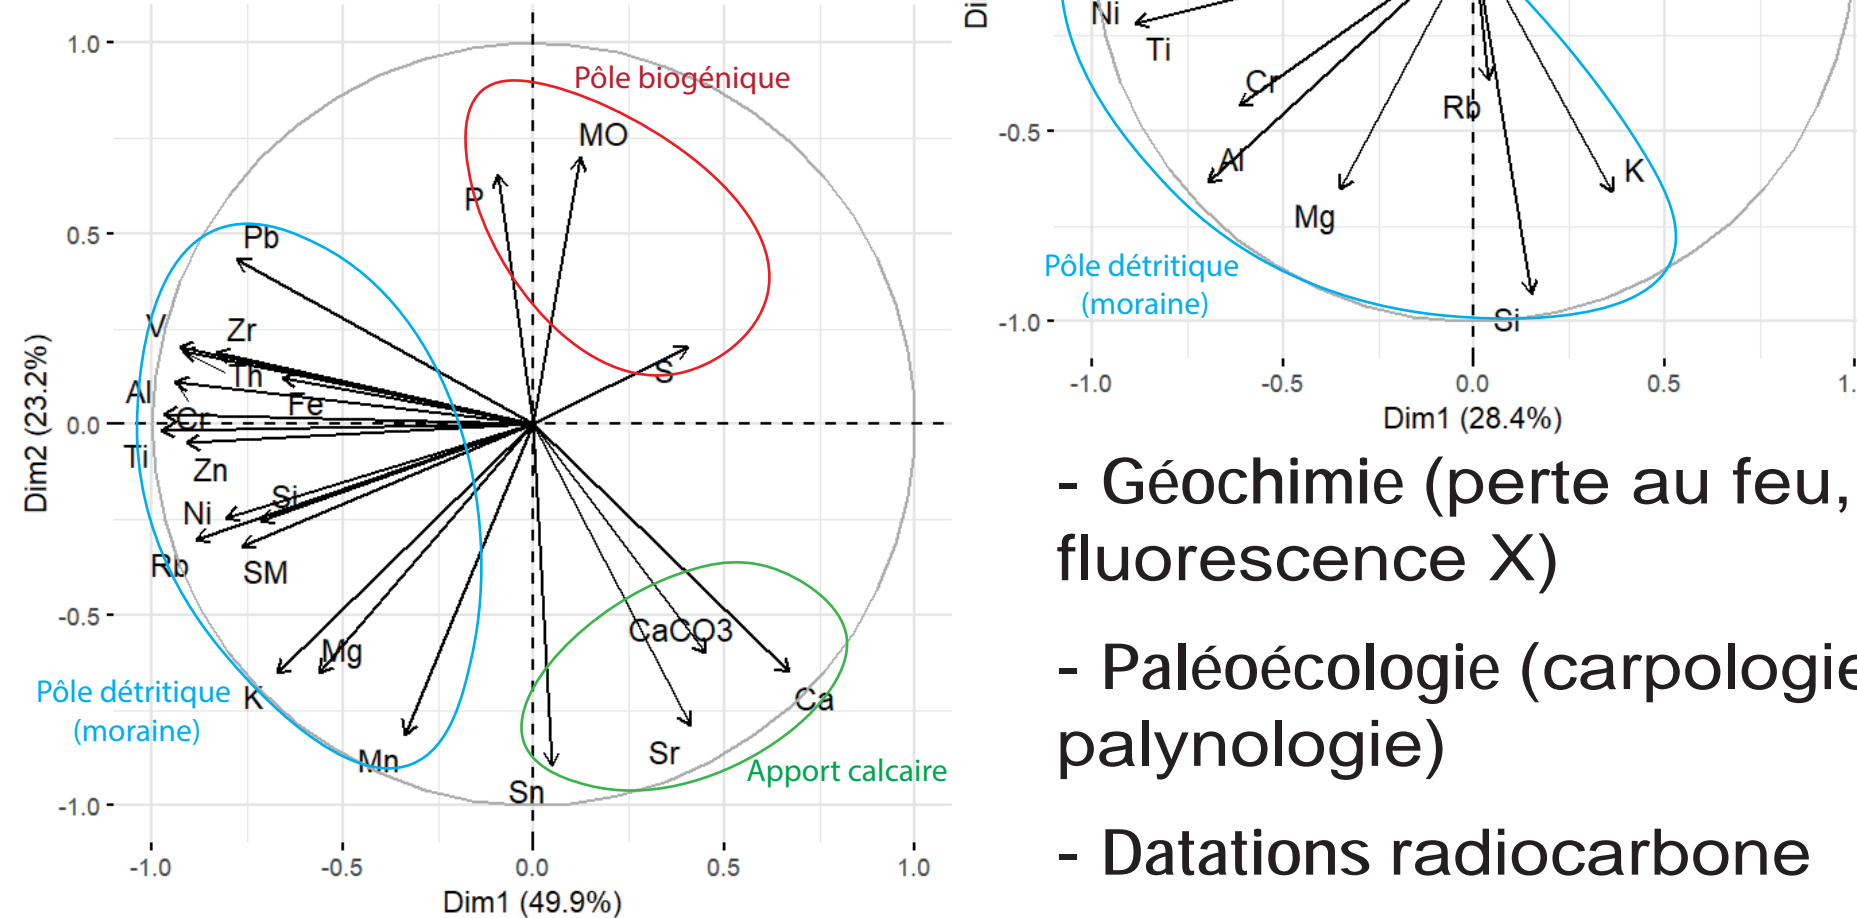 1.0
0.5
0.0
-0.5
-1.0
Dim2 (23.2%)
Pôle biogénique
MO
P
Pb
V
Zr
Th
S
Al
Fe
Cr
Ti
Zn
Si
Ni
Rb
SM
CaCO3
Mg
K
Ca
Pôle détritique
(moraine)
Sr
Mn
Apport calcaire
Sn
-1.0
-0.5
0.0
0.5
1.0
Dim1 (49.9%)
Di
Ni
Ti
Cr
Rb
-0.5
Al
K
Mg
Pôle détritique
(moraine)
-1.0
Si
-1.0
-0.5
0.0
0.5
1.
Dim1 (28.4%)
- Géochimie (perte au feu,
fluorescence X)
- Paléoécologie (carpologie
palynologie)
- Datations radiocarbone